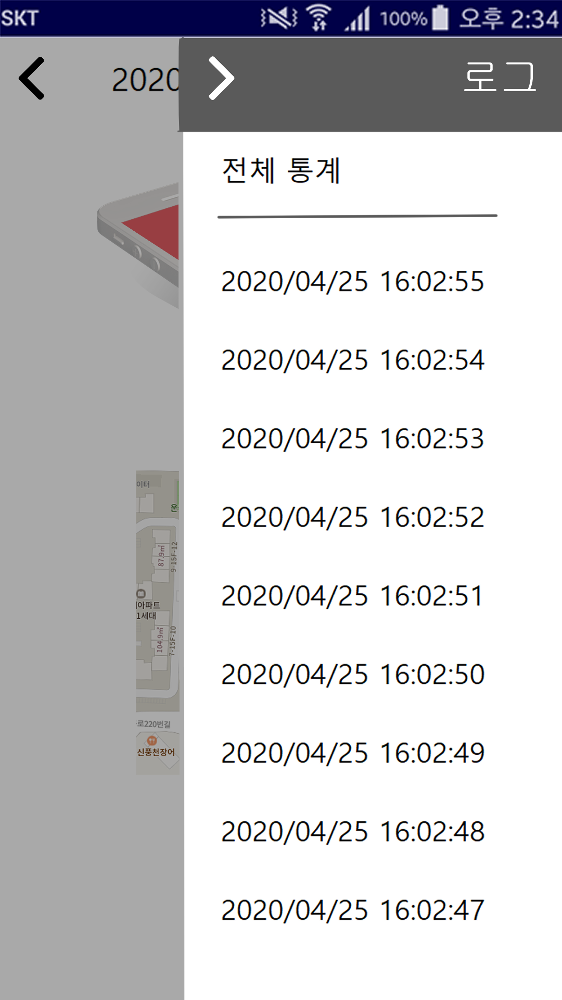 SKT 100% 오후 2:34
2020
로그
전체 통계
2020/04/25 16:02:55
2020/04/25 16:02:54
2020/04/25 16:02:53
2020/04/25 16:02:52
2020/04/25 16:02:51
2020/04/25 16:02:50
2020/04/25 16:02:49
2020/04/25 16:02:48
2020/04/25 16:02:47
이터
운
87.9㎡
9-15F-12
아파트
1세대
104.9㎡
7-15F-10
로220번길
신풍천장어